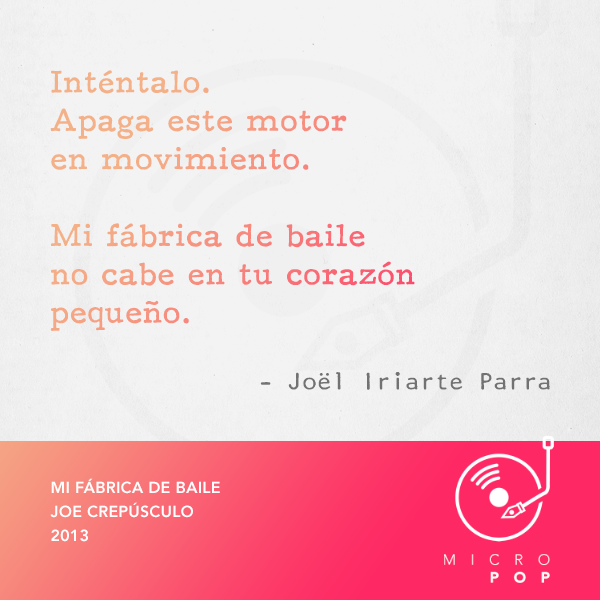 Inténtalo.
Apaga este motor
en movimiento.
Mi fábrica de baile
no cabe en tu corazón
pequeño.
- Joël Iriarte Parra
MI FÁBRICA DE BAILE
JOE CREPÚSCULO
2013
MICRO
POP